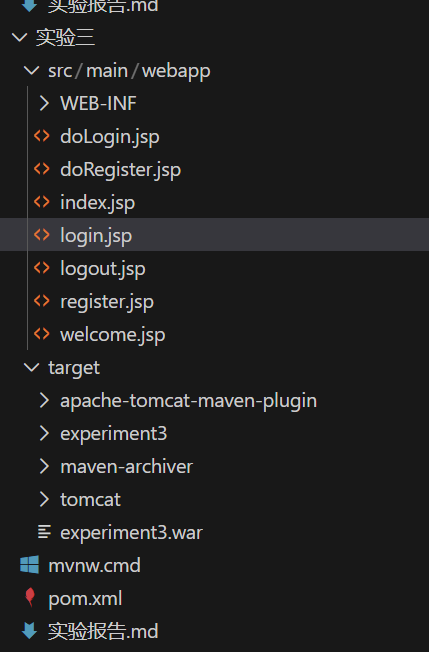 实验报告.md
实验三
src/main/webapp
WEB-INF
doLogin.jsp
doRegister.jsp
index.jsp
login.jsp
logout.jsp
register.jsp
welcome.jsp
target
apache-tomcat-maven-plugin
experiment3
maven-archiver
tomcat
experiment3.war
mvnw.cmd
pom.xml
实验报告.md